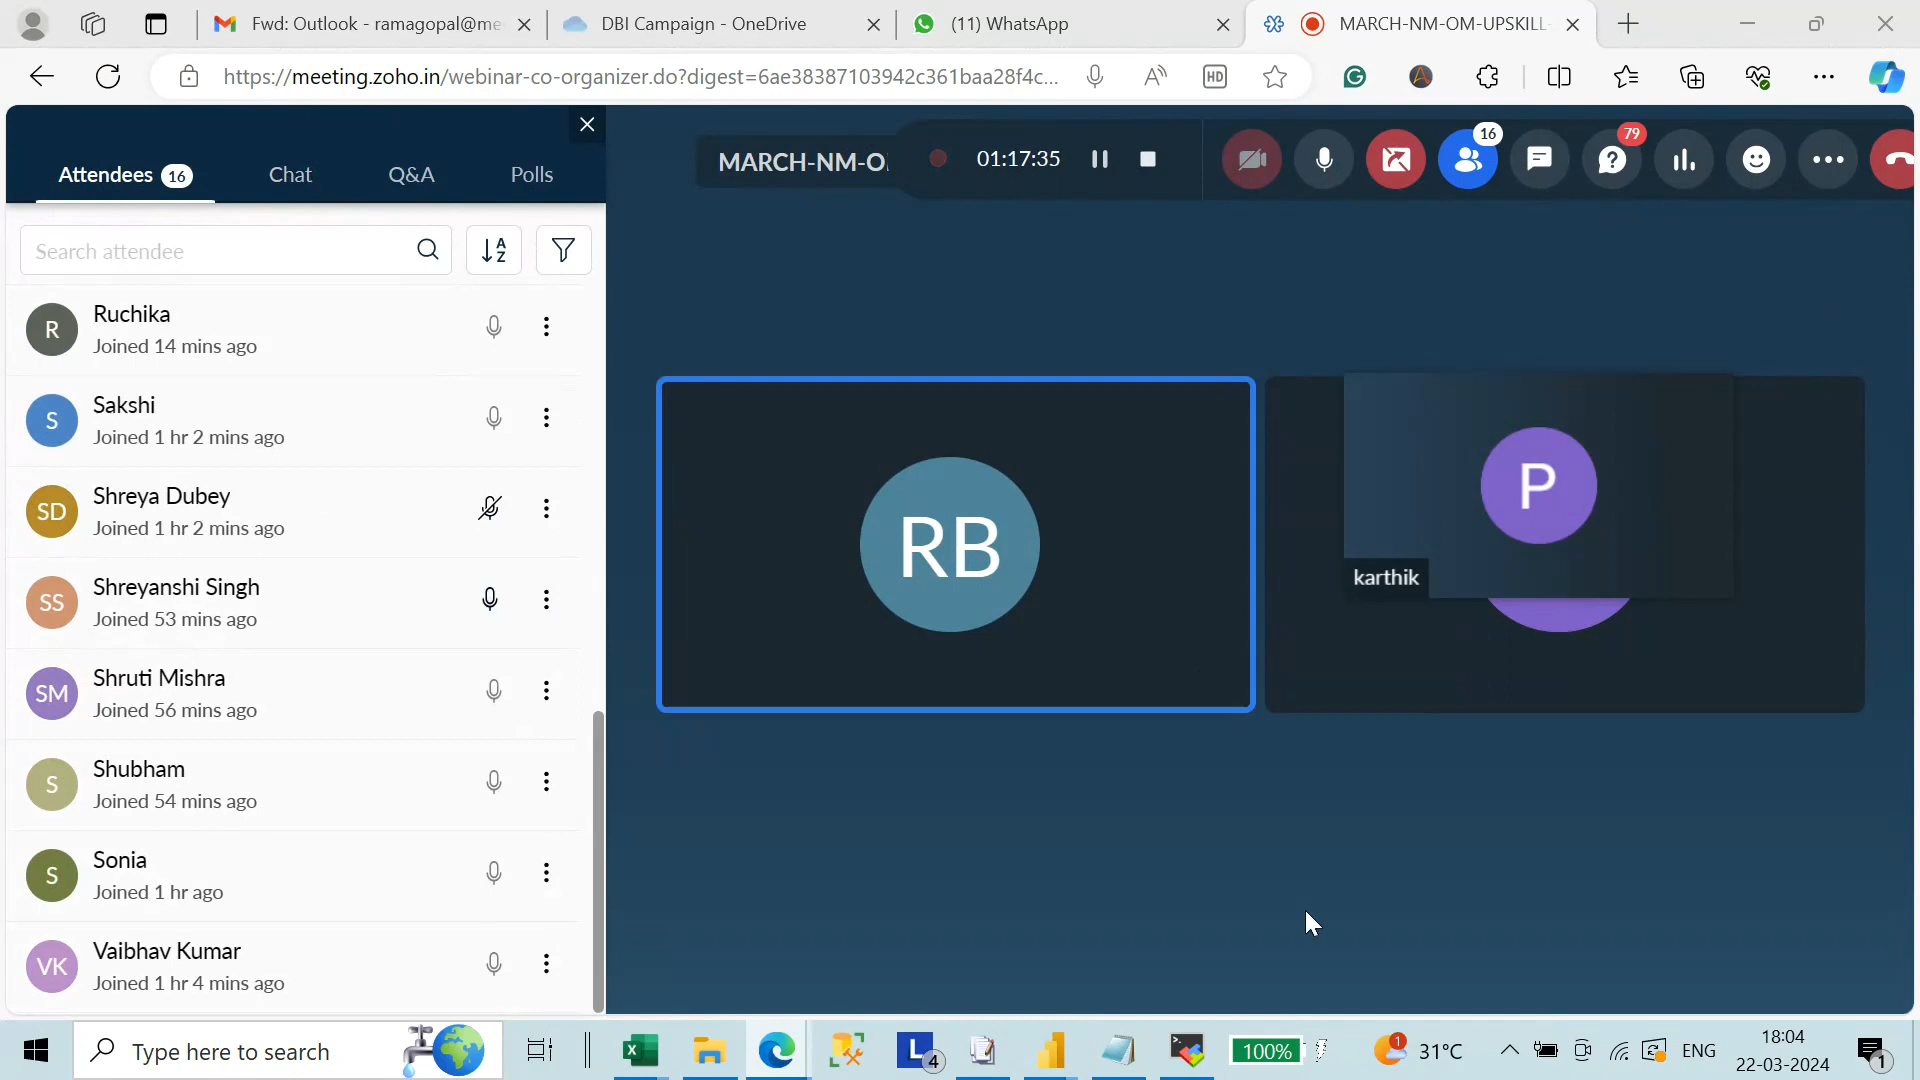 Fwd: Outlook - ramagopal@me
DBI Campaign - OneDrive
(11) WhatsApp
MARCH-NM-OM-UPSKILL-
https://meeting.zoho.in/webinar-co-organizer.do?digest=6ae38387103942c361baa28f4c...
HD
Attendees 16
Chat
Q&A
Polls
MARCH-NM-O
01:17:35
16
79
Search attendee
A
Z
R
Ruchika
Joined 14 mins ago
S
Sakshi
Joined 1 hr 2 mins ago
SD
Shreya Dubey
Joined 1 hr 2 mins ago
SS
Shreyanshi Singh
Joined 53 mins ago
SM
Shruti Mishra
Joined 56 mins ago
S
Shubham
Joined 54 mins ago
S
Sonia
Joined 1 hr ago
VK
Vaibhav Kumar
Joined 1 hr 4 mins ago
RB
P
karthik
Type here to search
L
4
100%
1
31°C
ENG
18:04
22-03-2024
1